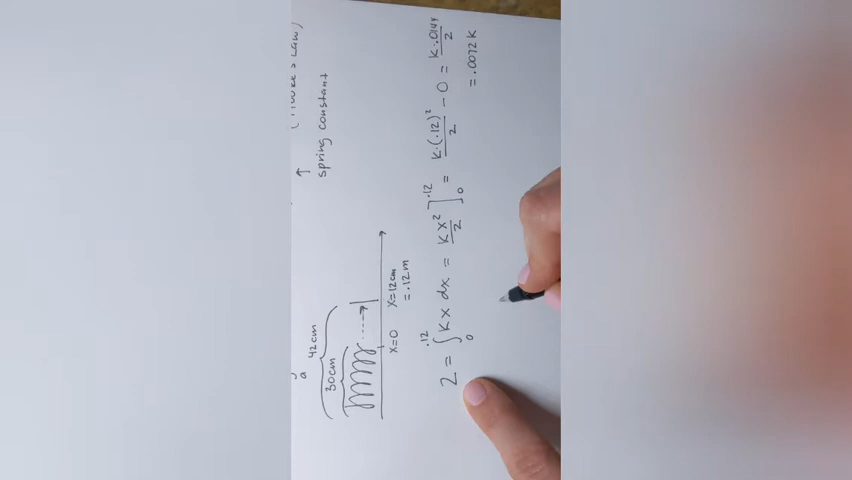 (Hooke's Law)
↑
spring constant
42cm
30cm
x=0 x=12cm
=.12m
2 = ∫₀^.12 Kx dx = Kx²/2 ]₀^.12 = K·(.12)²/2 - 0 = K·.0144/2
= .0072K